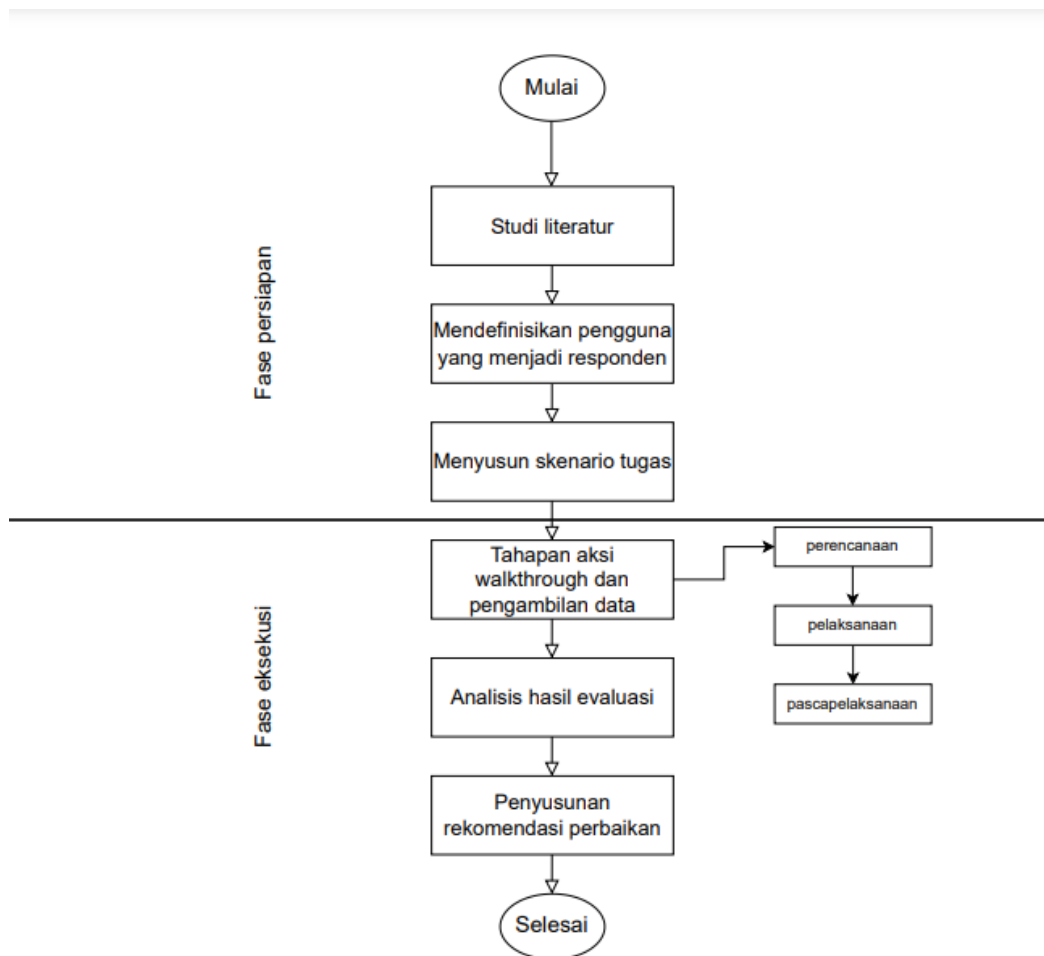 Mulai
Fase persiapan
Studi literatur
Mendefinisikan pengguna
yang menjadi responden
Menyusun skenario tugas
Fase eksekusi
Tahapan aksi
walkthrough dan
pengambilan data
perencanaan
pelaksanaan
pascapelaksanaan
Analisis hasil evaluasi
Penyusunan
rekomendasi perbaikan
Selesai